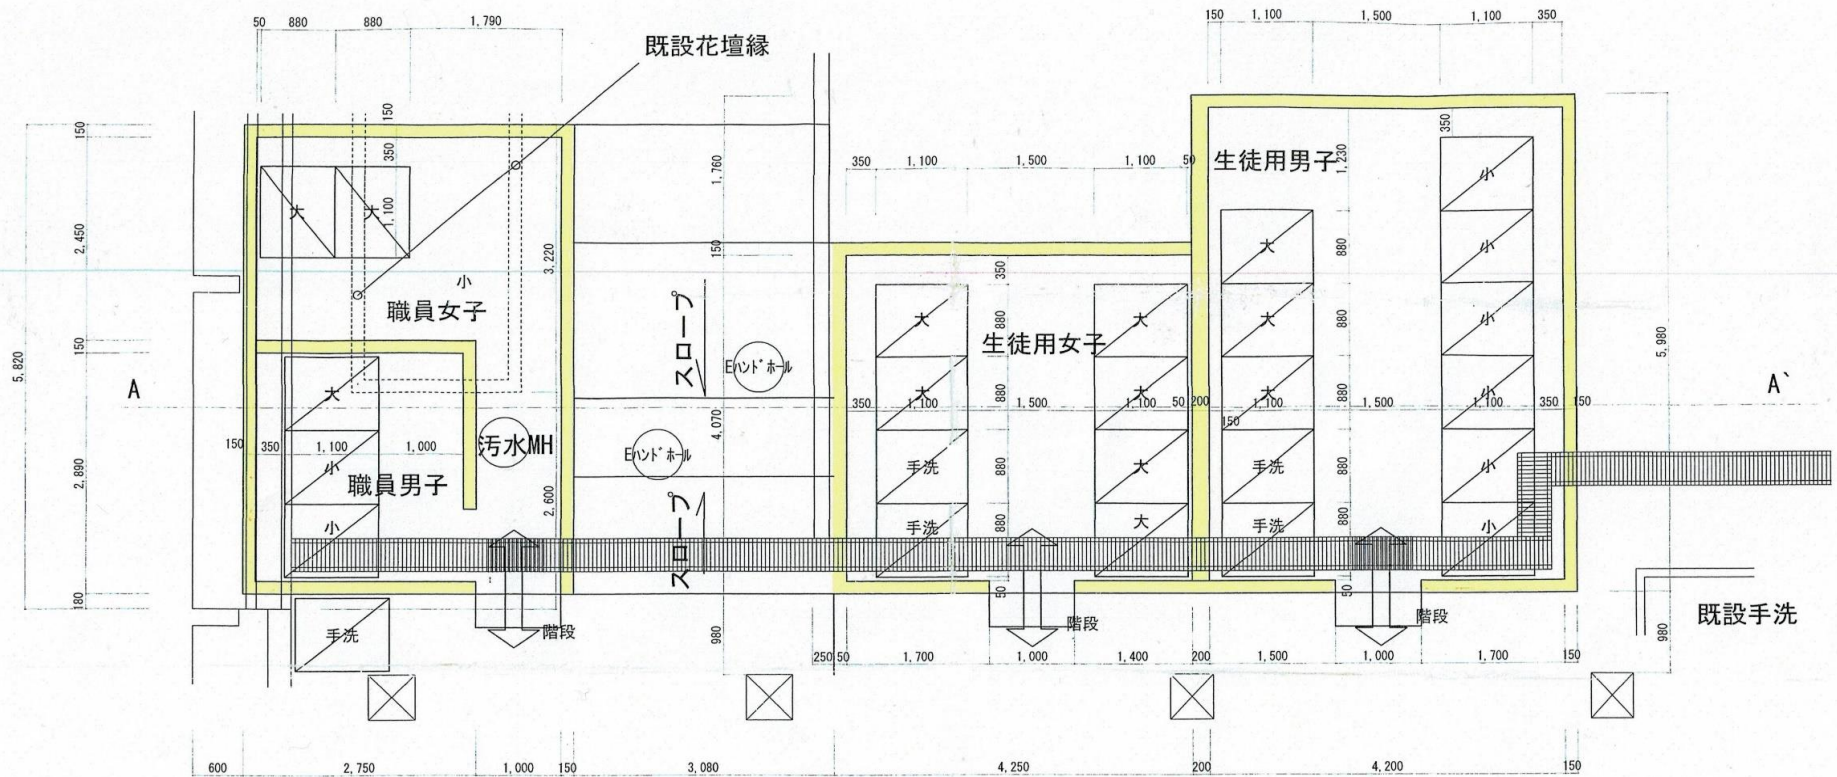 50 880 880 1,790
既設花壇縁
150 1,100 1,500 1,100 350
150
350
1,100
大 大
3,220
小
職員女子
150
2,450
150
5,820
2,890
180
A
1,760
150
スロープ
Eハンドホール
4,070
Eハンドホール
スロープ
980
大
150 350 1,100 1,000
小
職員男子
小
汚水MH
2,600
手洗
階段
350 1,100 1,500 1,100 50
350
大
880
生徒用女子
大
大
880
大
350 1,100 1,500 1,100 50 200
手洗
880
大
手洗
880
大
50
階段
生徒用男子
1,230
350
小
大
880
小
大
880
小
大
880
小
1,100 1,500 1,100 350 150
150
手洗
880
小
手洗
880
小
50
階段
5,980
A`
980
既設手洗
250 50 1,700 1,000 1,400 200 1,500 1,000 1,700 150
600 2,750 1,000 150 3,080 4,250 200 4,200 150